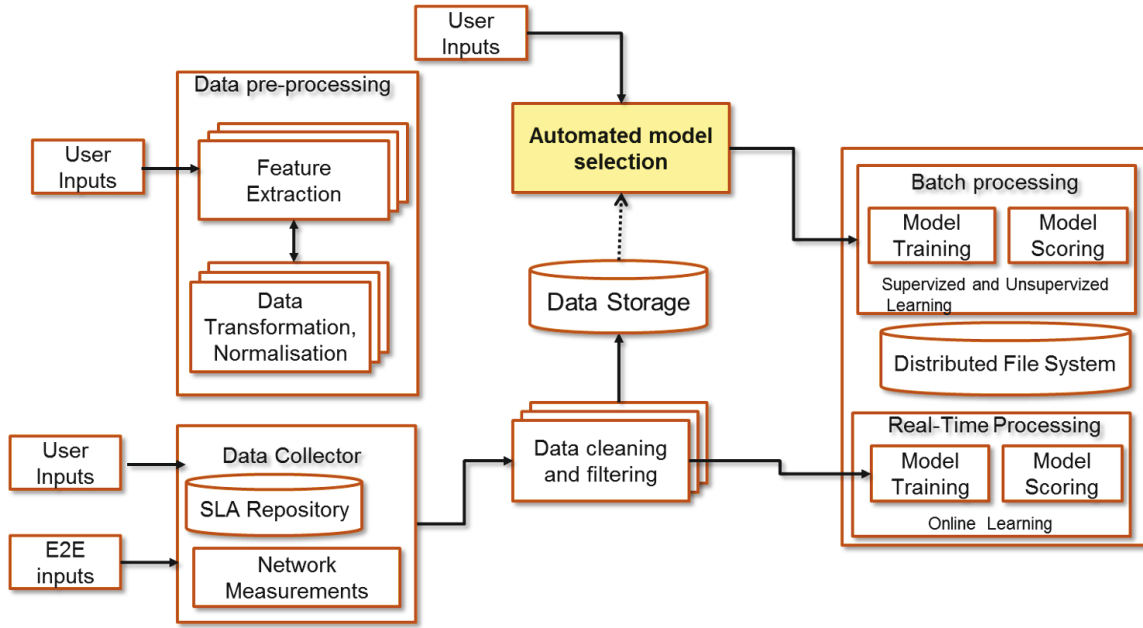 User
Inputs
Data pre-processing
User
Inputs
Feature
Extraction
Data
Transformation,
Normalisation
Automated model
selection
Data Storage
Batch processing
Model
Training
Model
Scoring
Supervized and Unsupervized
Learning
Distributed File System
User
Inputs
E2E
inputs
Data Collector
SLA Repository
Network
Measurements
Data cleaning
and filtering
Real-Time Processing
Model
Training
Model
Scoring
Online Learning